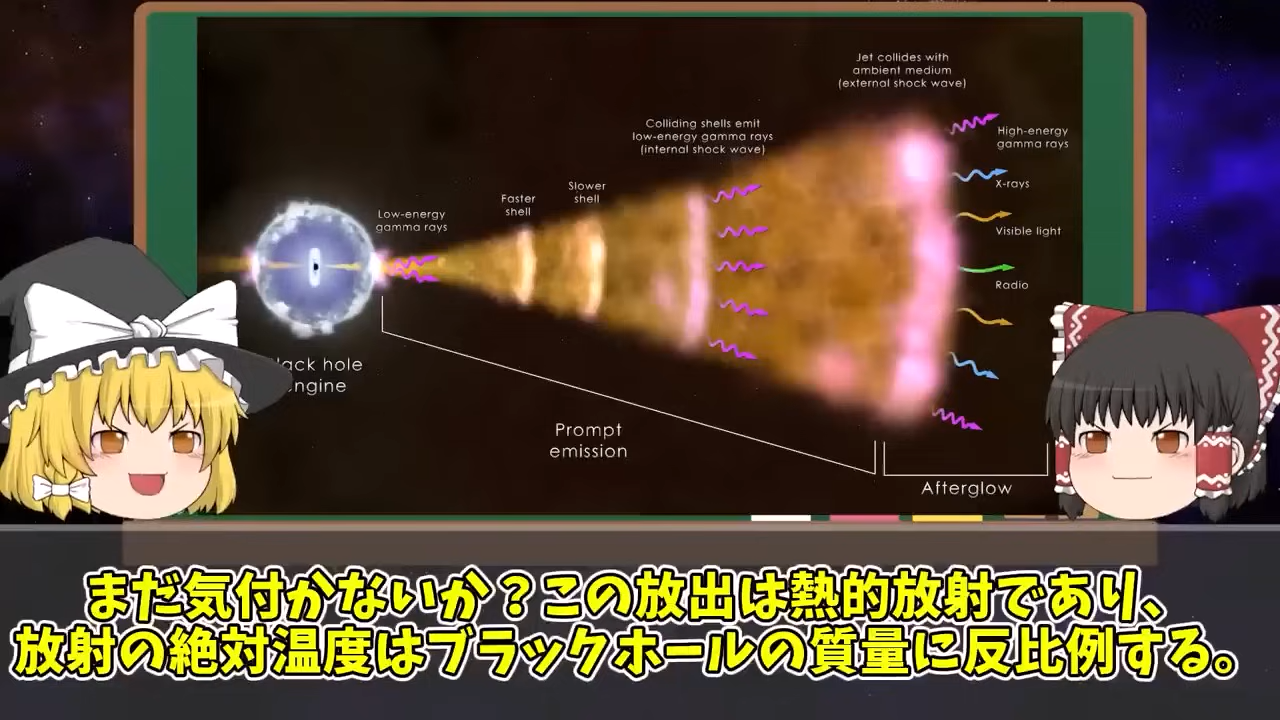 Jet collides with
ambient medium
(external shock wave)
Colliding shells emit
low-energy gamma rays
(internal shock wave)
High-energy
gamma rays
X-rays
Slower
shell
Faster
shell
Low-energy
gamma rays
Visible light
Radio
hole
Prompt
emission
Afterglow
まだ気付かないか？この放出は熱的放射であり、
放射の絶対温度はブラックホールの質量に反比例する。